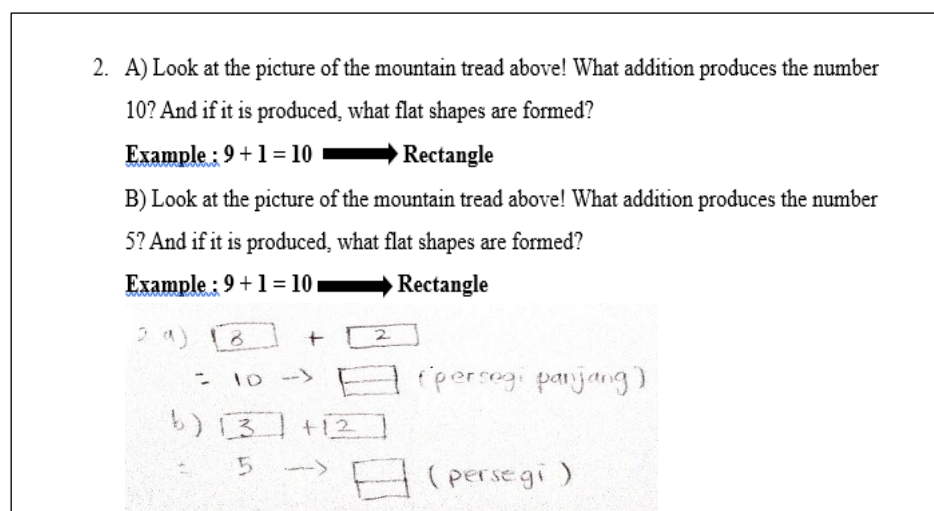 2. A) Look at the picture of the mountain tread above! What addition produces the number
10? And if it is produced, what flat shapes are formed?
Example : 9 + 1 = 10 → Rectangle
B) Look at the picture of the mountain tread above! What addition produces the number
5? And if it is produced, what flat shapes are formed?
Example : 9 + 1 = 10 → Rectangle
2 a) 8 + 2
= 10 -> (persegi panjang)
b) 3 + 2
= 5 -> (persegi)